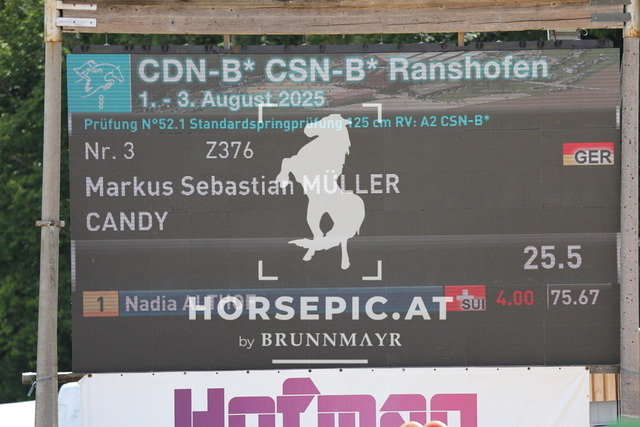 CDN-B* CSN-B* Ranshofen
1. - 3. August 2025
Prüfung N°52.1 Standardspringprüfung 125 cm RV: A2 CSN-B*
Nr. 3 Z376 GER
Markus Sebastian MÜLLER
CANDY
25.5
1 Nadia SUI 4.00 75.67
HORSEPIC.AT
by BRUNNMAYR
Hofman